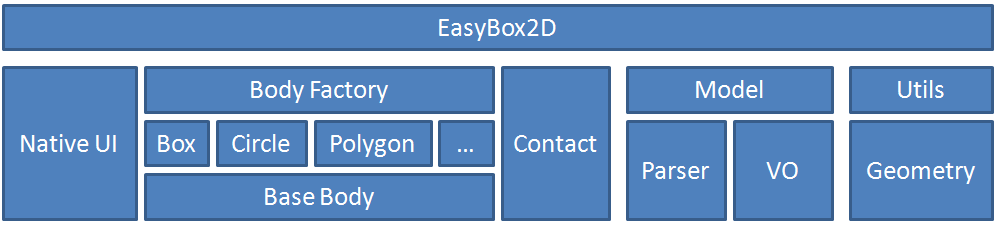 EasyBox2D
Native UI
Body Factory
Box
Circle
Polygon
...
Base Body
Contact
Model
Parser
VO
Utils
Geometry